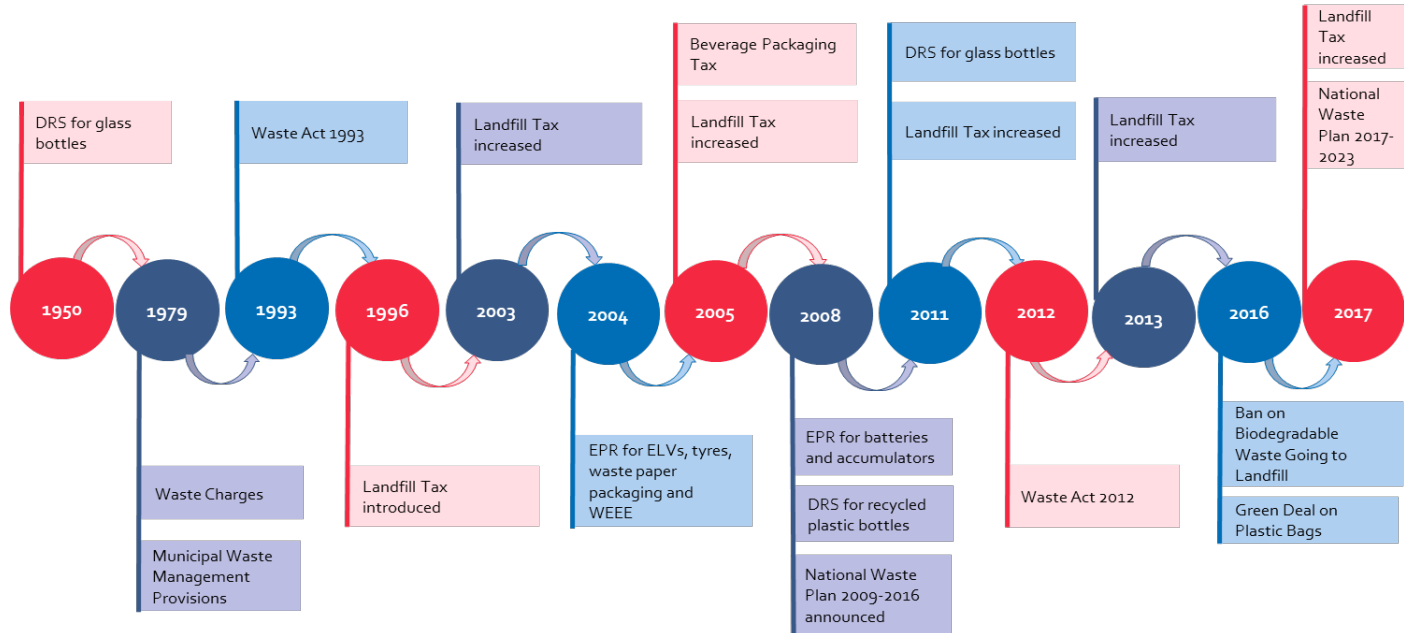 Beverage Packaging
Tax
Landfill Tax
increased
DRS for glass bottles
Landfill Tax increased
Landfill
Tax
increased
National
Waste
Plan 2017-
2023
DRS for glass
bottles
Waste Act 1993
Landfill Tax
increased
Landfill Tax
increased
1950
1979
1993
1996
2003
2004
2005
2008
2011
2012
2013
2016
2017
Waste Charges
Municipal Waste
Management
Provisions
Landfill Tax
introduced
EPR for ELVs, tyres,
waste paper
packaging and
WEEE
EPR for batteries
and accumulators
DRS for recycled
plastic bottles
National Waste
Plan 2009-2016
announced
Waste Act 2012
Ban on
Biodegradable
Waste Going to
Landfill
Green Deal on
Plastic Bags